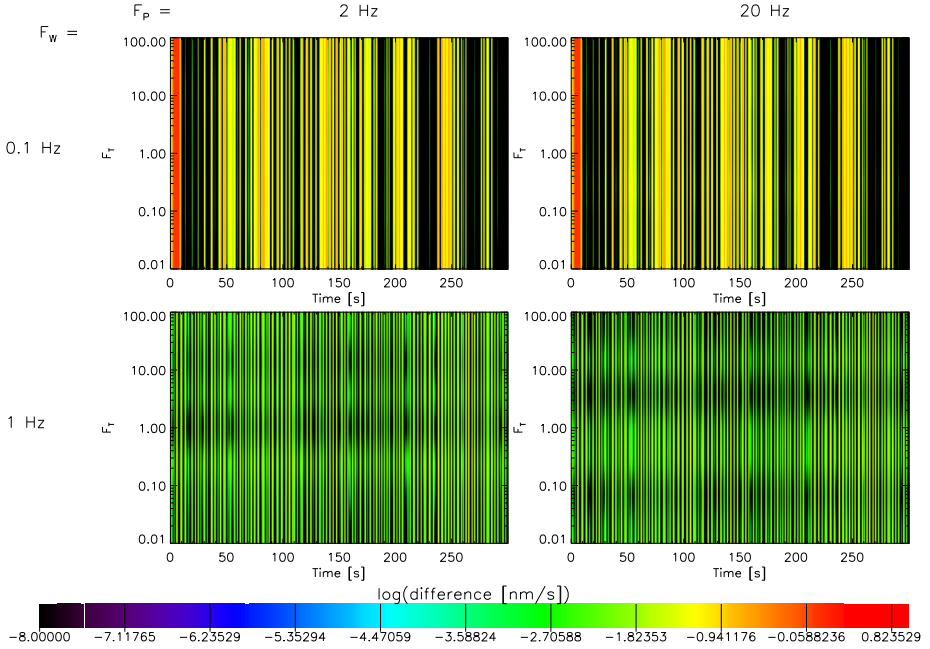 F_P = 2 Hz 20 Hz
F_W =
100.00 100.00
10.00 10.00
0.1 Hz F_T 1.00 F_T 1.00
0.10 0.10
0.01 0.01
0 50 100 150 200 250 0 50 100 150 200 250
Time [s] Time [s]
100.00 100.00
10.00 10.00
1 Hz F_T 1.00 F_T 1.00
0.10 0.10
0.01 0.01
0 50 100 150 200 250 0 50 100 150 200 250
Time [s] Time [s]
log(difference [nm/s])
-8.00000 -7.11765 -6.23529 -5.35294 -4.47059 -3.58824 -2.70588 -1.82353 -0.941176 -0.0588236 0.823529